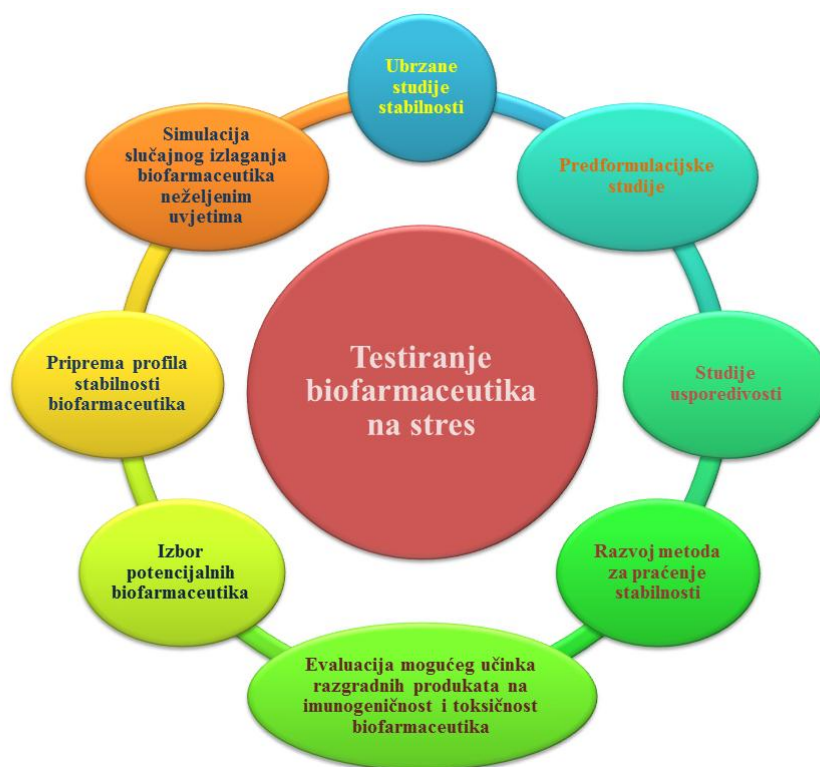 Ubrzane
studije
stabilnosti
Predformulacijske
studije
Studije
usporedivosti
Razvoj metoda
za praćenje
stabilnosti
Evaluacija mogućeg učinka
razgradnih produkata na
imunogeničnost i toksičnost
biofarmaceutika
Izbor
potencijalnih
biofarmaceutika
Priprema profila
stabilnosti
biofarmaceutika
Simulacija
slučajnog izlaganja
biofarmaceutika
neželjenim
uvjetima
Testiranje
biofarmaceutika
na stres